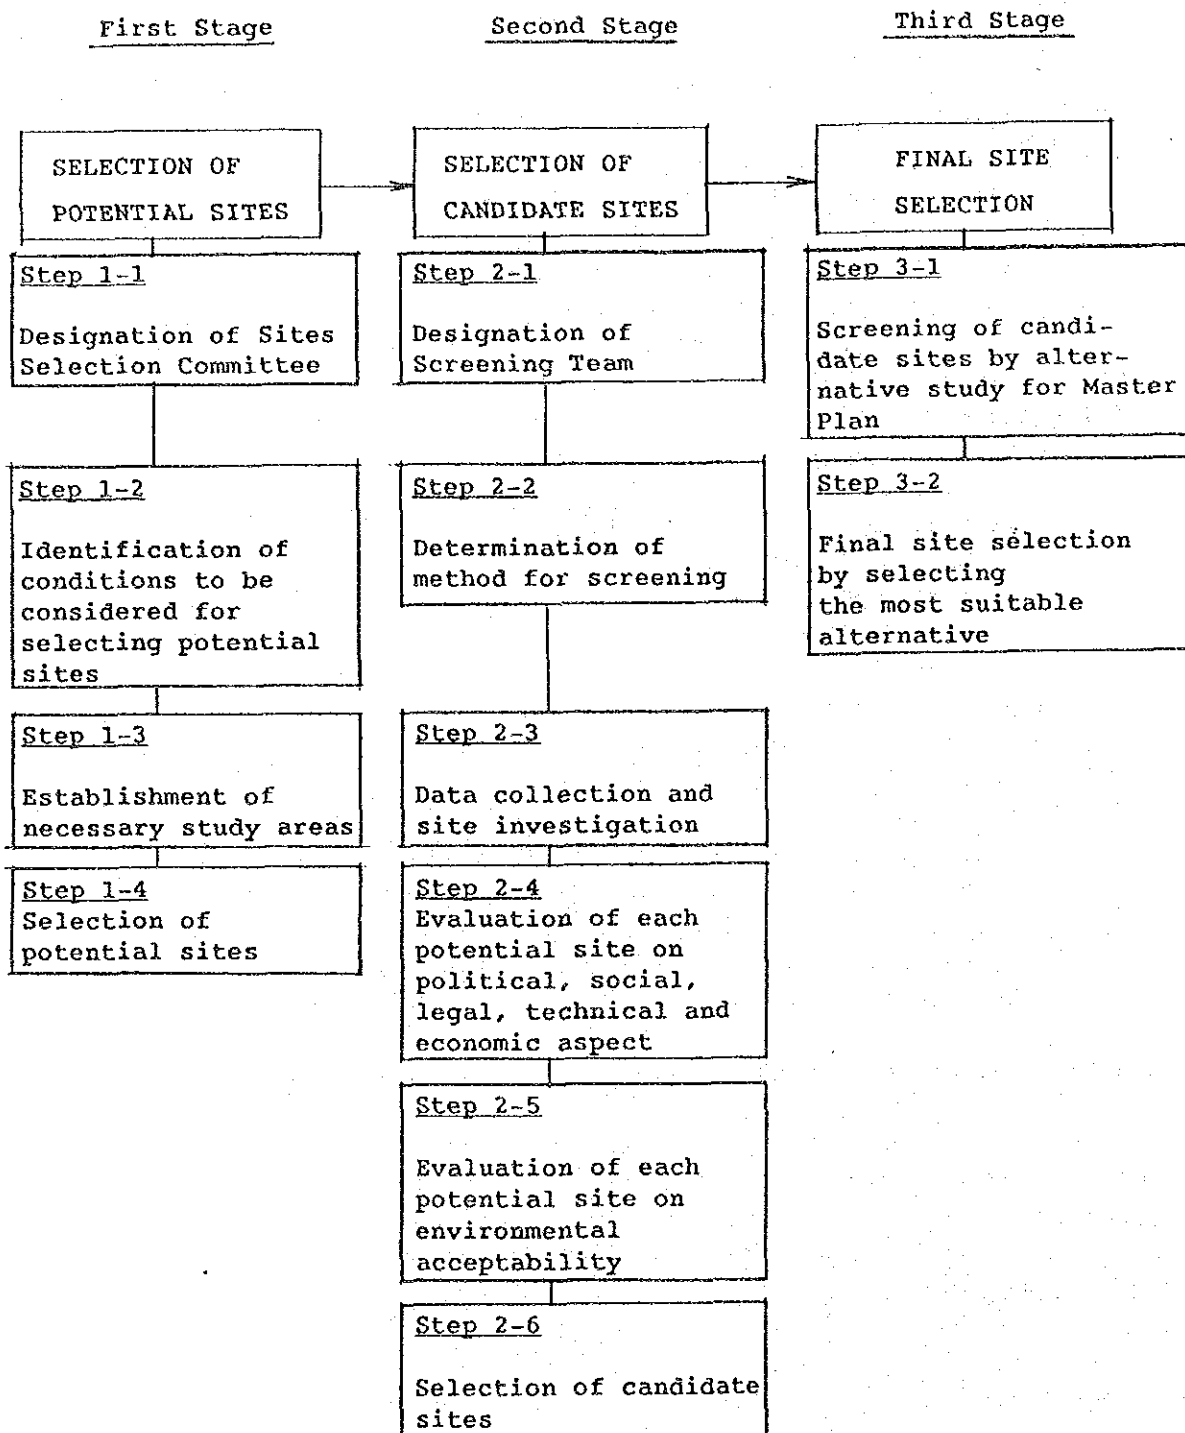 First Stage
Second Stage
Third Stage
SELECTION OF
POTENTIAL SITES
SELECTION OF
CANDIDATE SITES
FINAL SITE
SELECTION
Step 1-1
Designation of Sites
Selection Committee
Step 1-2
Identification of
conditions to be
considered for
selecting potential
sites
Step 1-3
Establishment of
necessary study areas
Step 1-4
Selection of
potential sites
Step 2-1
Designation of
Screening Team
Step 2-2
Determination of
method for screening
Step 2-3
Data collection and
site investigation
Step 2-4
Evaluation of each
potential site on
political, social,
legal, technical and
economic aspect
Step 2-5
Evaluation of each
potential site on
environmental
acceptability
Step 2-6
Selection of candidate
sites
Step 3-1
Screening of candi-
date sites by alter-
native study for Master
Plan
Step 3-2
Final site selection
by selecting
the most suitable
alternative